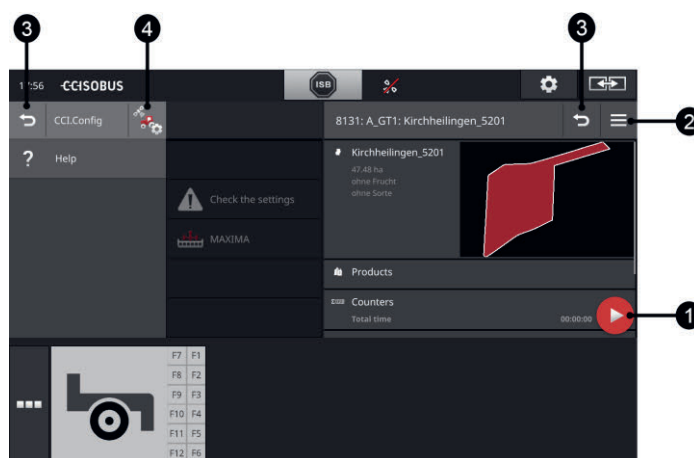 3
4
3
17:56
CCISOBUS
ISB
CCI.Config
8131: A_GT1: Kirchheilingen_5201
2
? Help
Kirchheilingen_5201
47.48 ha
ohne Frucht
ohne Sorte
Check the settings
MAXIMA
Products
Counters
Total time 00:00:00
1
F7 F1
F8 F2
F9 F3
F10 F4
F11 F5
F12 F6